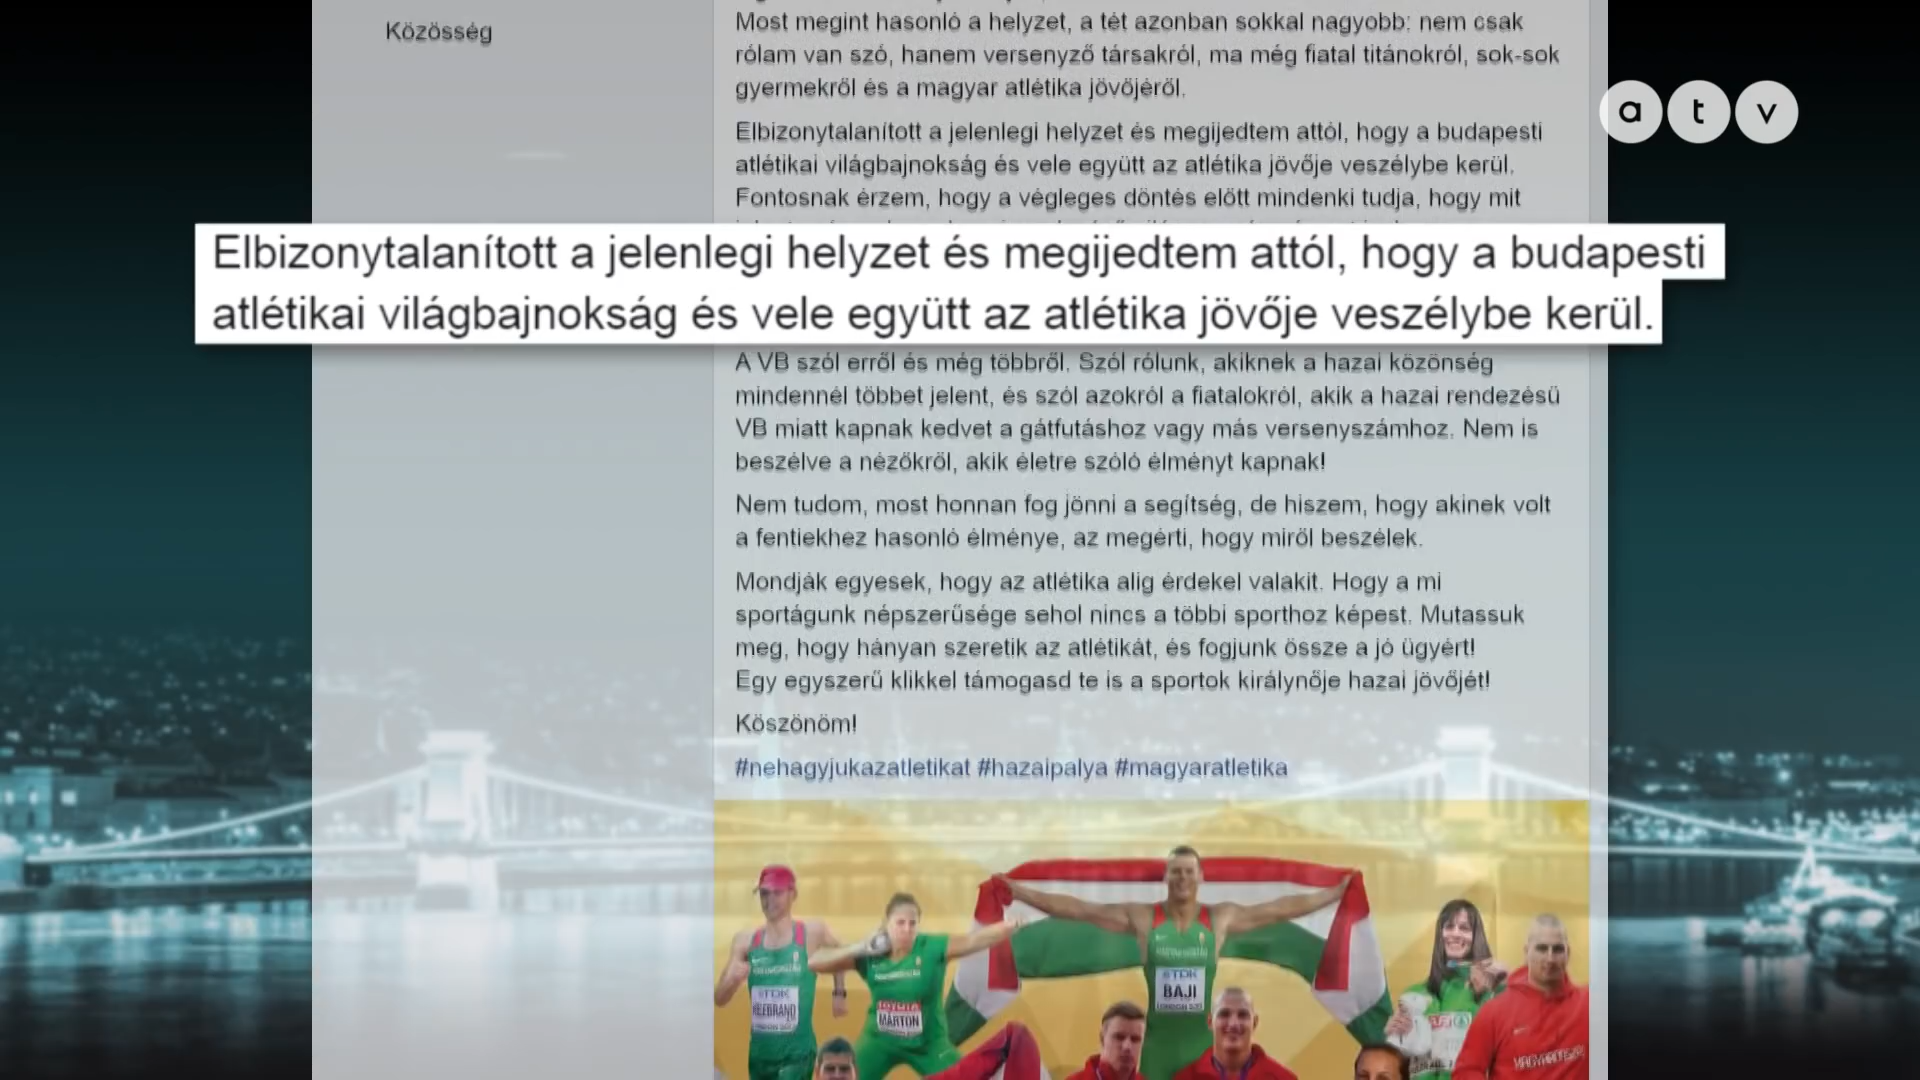 Közösség
Most megint hasonló a helyzet, a tét azonban sokkal nagyobb: nem csak
rólam van szó, hanem versenyző társakról, ma még fiatal titánokról, sok-sok
gyermekről és a magyar atlétika jövőjéről.
a t v
Elbizonytalanított a jelenlegi helyzet és megijedtem attól, hogy a budapesti
atlétikai világbajnokság és vele együtt az atlétika jövője veszélybe kerül.
Fontosnak érzem, hogy a végleges döntés előtt mindenki tudja, hogy mit
Elbizonytalanított a jelenlegi helyzet és megijedtem attól, hogy a budapesti
atlétikai világbajnokság és vele együtt az atlétika jövője veszélybe kerül.
A VB szól erről és még többről. Szól rólunk, akiknek a hazai közönség
mindennél többet jelent, és szól azokról a fiatalokról, akik a hazai rendezésű
VB miatt kapnak kedvet a gátfutáshoz vagy más versenyszámhoz. Nem is
beszélve a nézőkről, akik életre szóló élményt kapnak!
Nem tudom, most honnan fog jönni a segítség, de hiszem, hogy akinek volt
a fentiekhez hasonló élménye, az megérti, hogy miről beszélek.
Mondják egyesek, hogy az atlétika alig érdekel valakit. Hogy a mi
sportágunk népszerűsége sehol nincs a többi sporthoz képest. Mutassuk
meg, hogy hányan szeretik az atlétikát, és fogjunk össze a jó ügyért!
Egy egyszerű klikkel támogasd te is a sportok királynője hazai jövőjét!
Köszönöm!
#nehagyjukazatletikat #hazaipalya #magyaratletika
TDK
BAJI
TDK
TOYOTA
MÁRTON